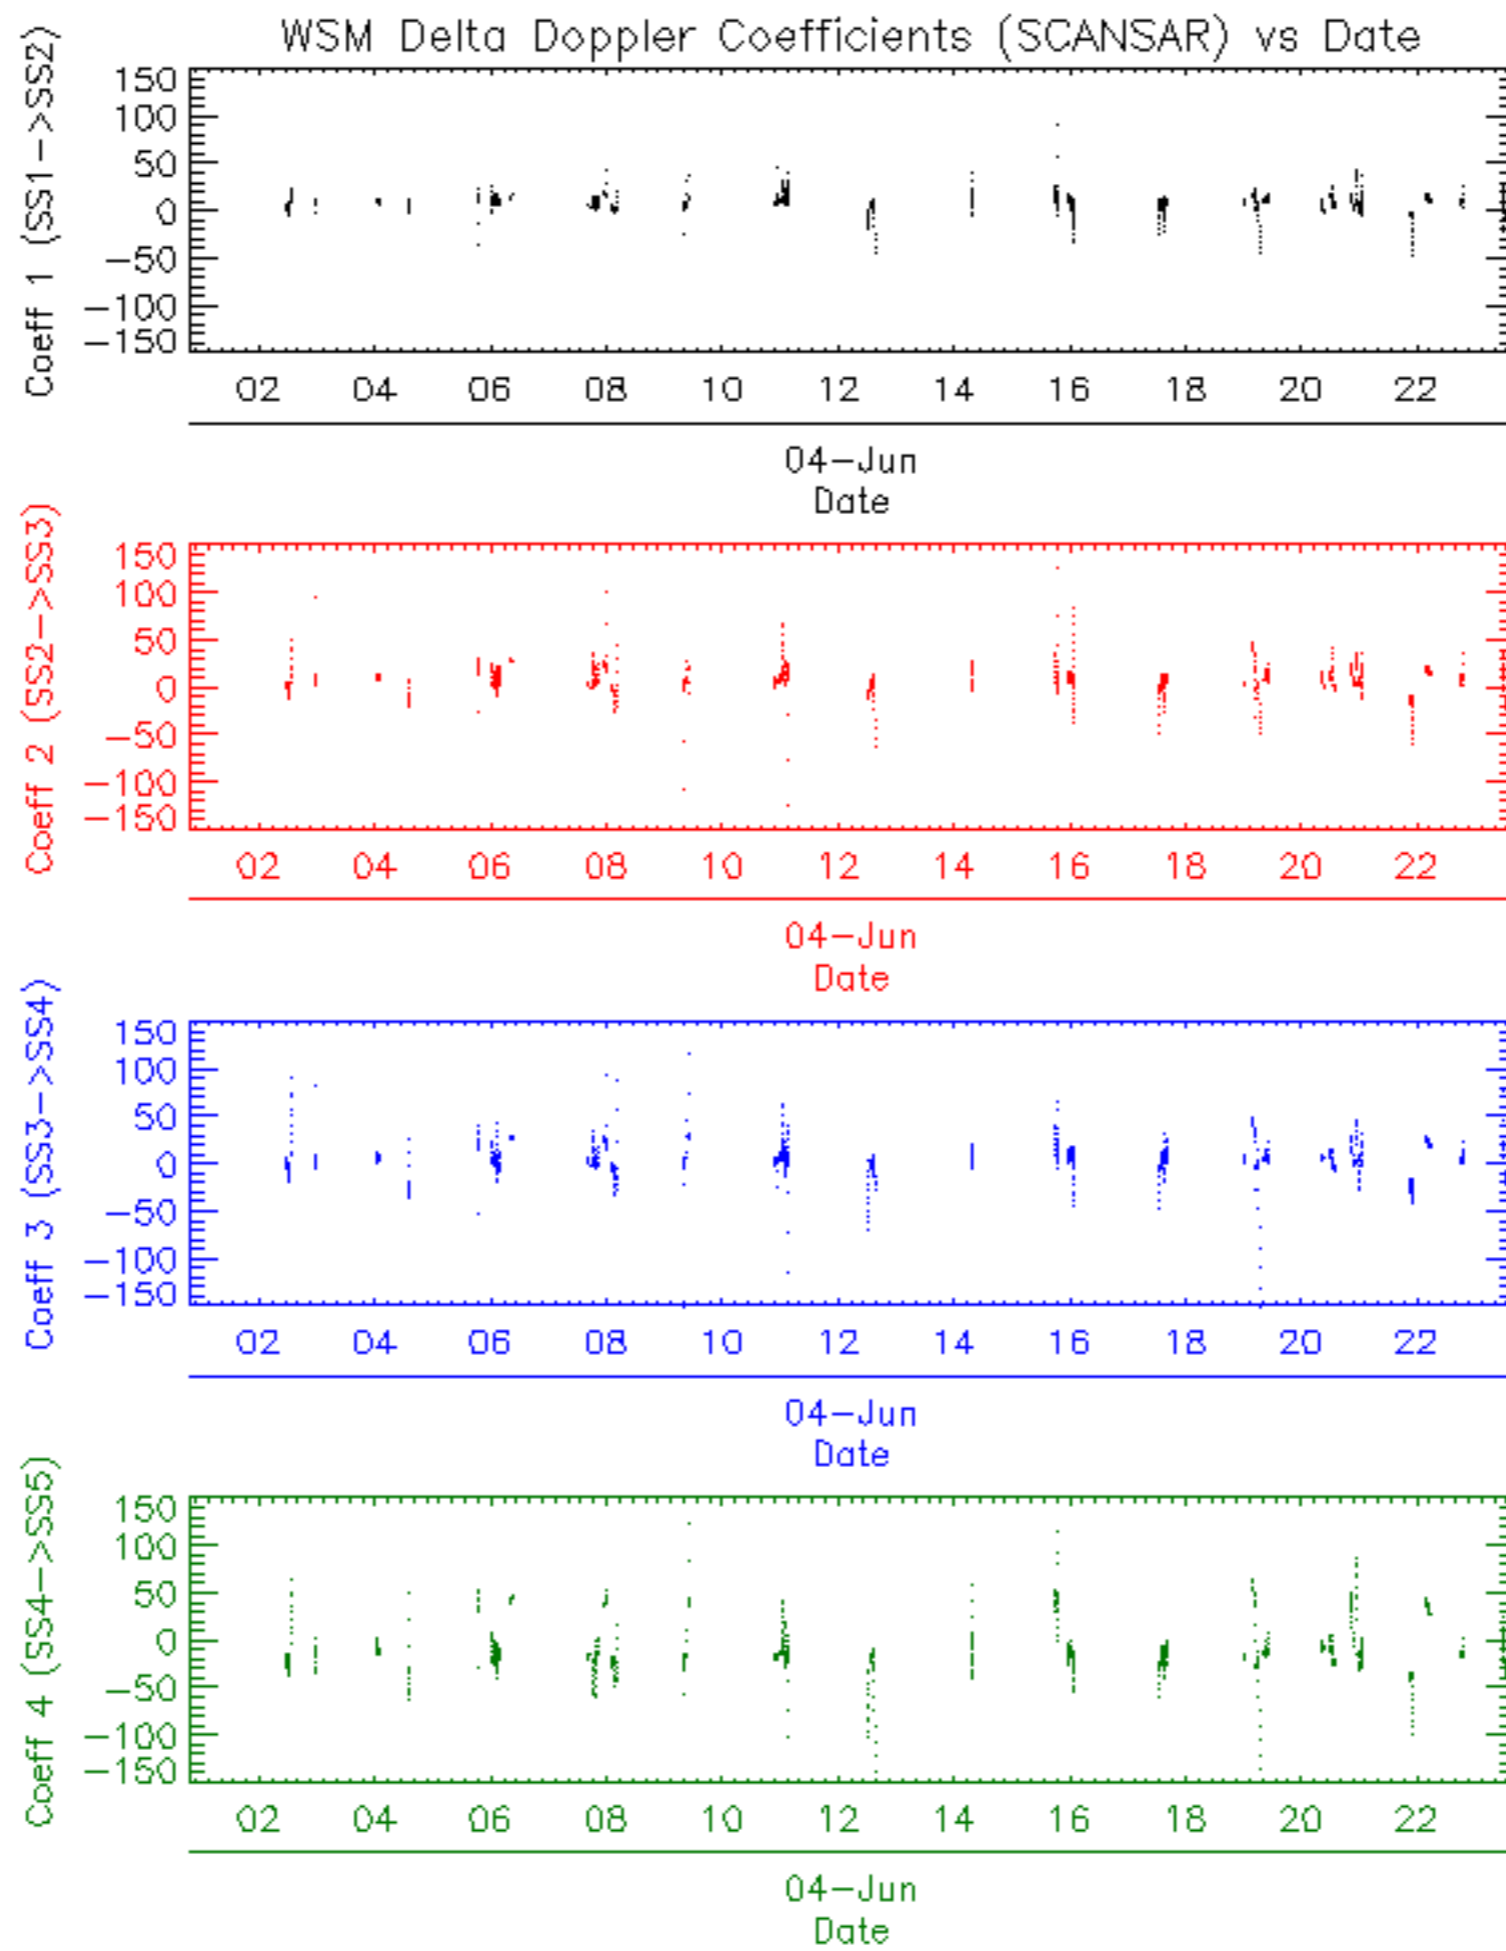 WSM Delta Doppler Coefficients (SCANSAR) vs Date
Coeff 1 (SS1->SS2)
150
100
50
0
-50
-100
-150
02 04 06 08 10 12 14 16 18 20 22
04-Jun
Date
Coeff 2 (SS2->SS3)
150
100
50
0
-50
-100
-150
02 04 06 08 10 12 14 16 18 20 22
04-Jun
Date
Coeff 3 (SS3->SS4)
150
100
50
0
-50
-100
-150
02 04 06 08 10 12 14 16 18 20 22
04-Jun
Date
Coeff 4 (SS4->SS5)
150
100
50
0
-50
-100
-150
02 04 06 08 10 12 14 16 18 20 22
04-Jun
Date